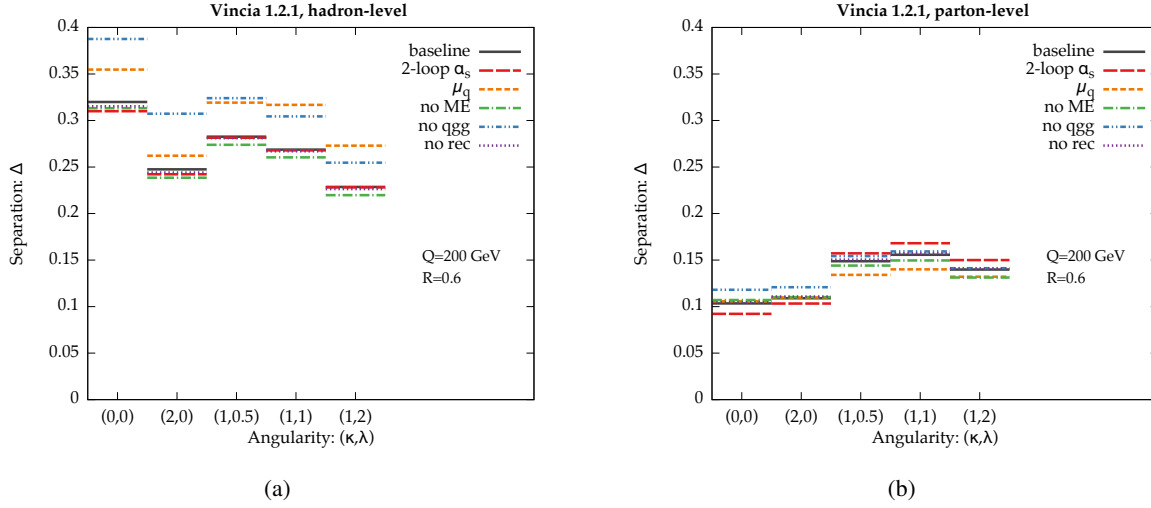 Vincia 1.2.1, hadron-level
0.4
0.35
0.3
0.25
0.2
0.15
0.1
0.05
0
Separation: Δ
baseline
2-loop αs
μq
no ME
no qgg
no rec
Q=200 GeV
R=0.6
(0,0) (2,0) (1,0.5) (1,1) (1,2)
Angularity: (κ,λ)
(a)
Vincia 1.2.1, parton-level
0.4
0.35
0.3
0.25
0.2
0.15
0.1
0.05
0
Separation: Δ
baseline
2-loop αs
μq
no ME
no qgg
no rec
Q=200 GeV
R=0.6
(0,0) (2,0) (1,0.5) (1,1) (1,2)
Angularity: (κ,λ)
(b)